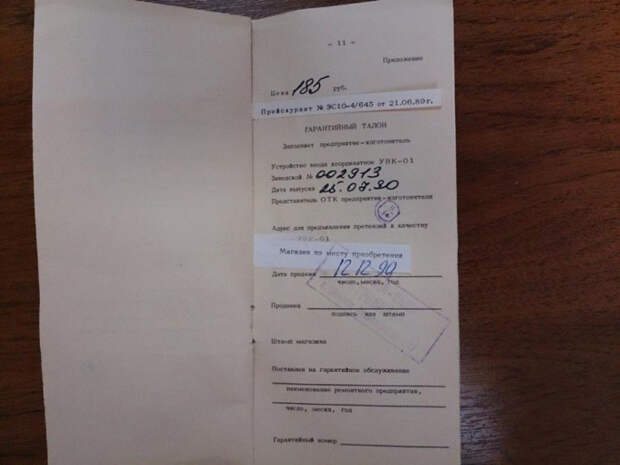 - 11 -
Приложение
Цена 185 руб.
Прейскурант № ЭС10-4/645 от 21.06.89г.
ГАРАНТИЙНЫЙ ТАЛОН
Заполняет предприятие-изготовитель
Устройство ввода координатное УВК-01
Заводской № 002913
Дата выпуска 25.07.90
Представитель ОТК предприятия-изготовителя
Адрес для предъявления претензий к качеству
УВК-01
Магазин по месту приобретения
Дата продажи 12.12.90
число, месяц, год
Продавец
подпись или штамп
Штамп магазина
Поставлен на гарантийное обслуживание
наименование ремонтного предприятия,
число, месяц, год
Гарантийный номер